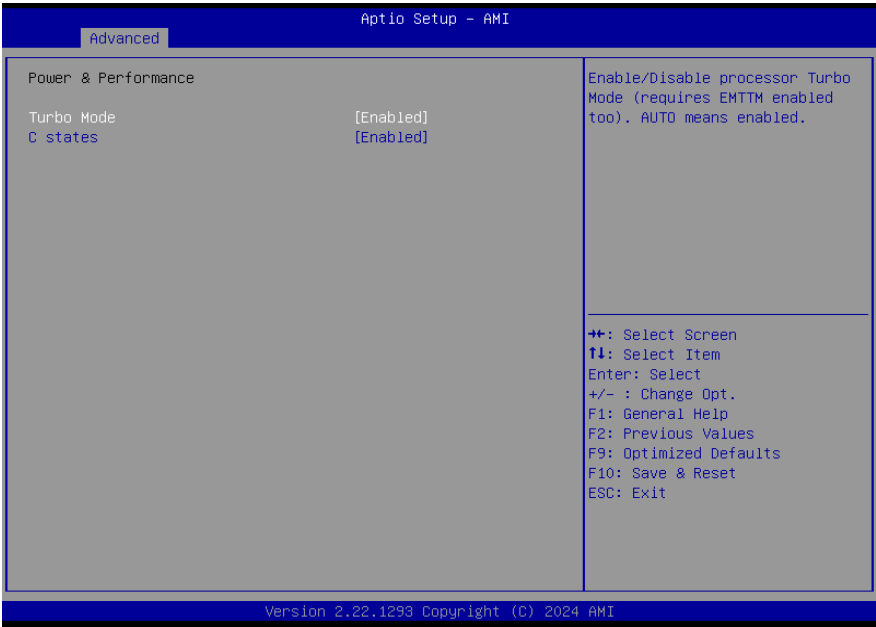 Aptio Setup – AMI
Advanced
Power & Performance
Turbo Mode [Enabled]
C states [Enabled]
Enable/Disable processor Turbo
Mode (requires EMTTM enabled
too). AUTO means enabled.
→←: Select Screen
↑↓: Select Item
Enter: Select
+/- : Change Opt.
F1: General Help
F2: Previous Values
F9: Optimized Defaults
F10: Save & Reset
ESC: Exit
Version 2.22.1293 Copyright (C) 2024 AMI